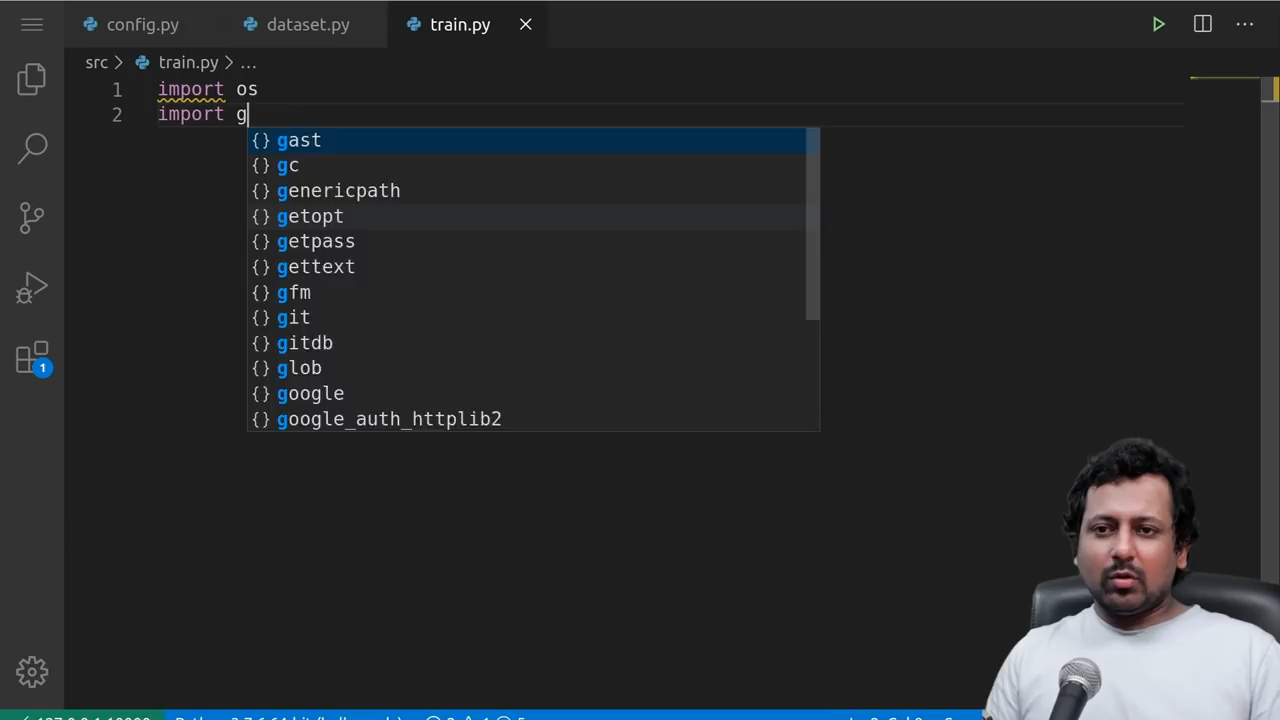 config.py
dataset.py
train.py
src
train.py
...
1 import os
2 import g
{} gast
{} gc
{} genericpath
{} getopt
{} getpass
{} gettext
{} gfm
{} git
{} gitdb
{} glob
{} google
{} google_auth_httplib2
1